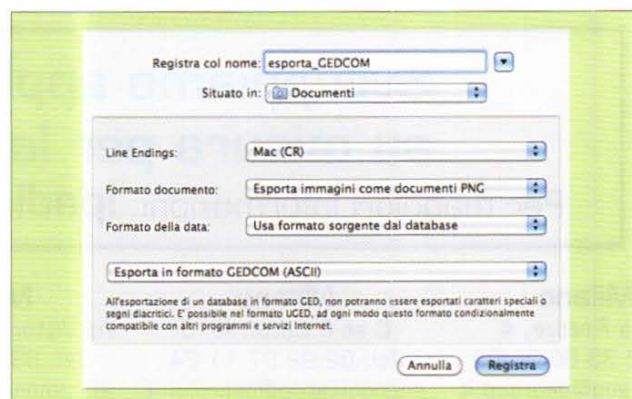 Registra col nome: esporta_GEDCOM
Situato in: Documenti
Line Endings: Mac (CR)
Formato documento: Esporta immagini come documenti PNG
Formato della data: Usa formato sorgente dal database
Esporta in formato GEDCOM (ASCII)
All'esportazione di un database in formato GED, non potranno essere esportati caratteri speciali o
segni diacritici. E' possibile nel formato UGED, ad ogni modo questo formato condizionalmente
compatibile con altri programmi e servizi Internet.
Annulla Registra